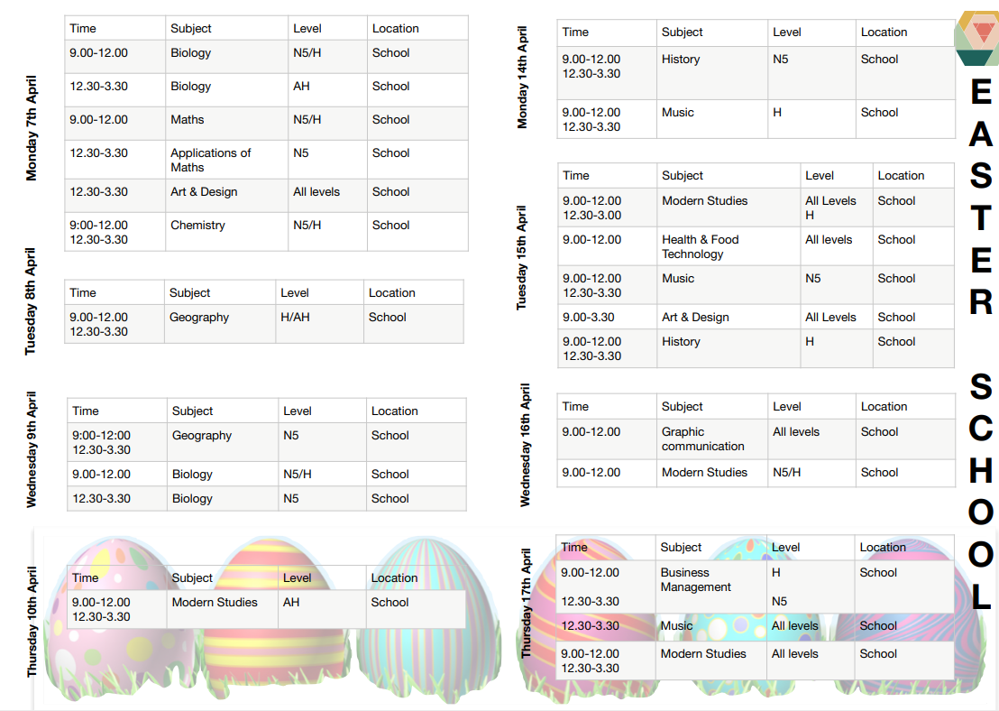 Monday 7th April
Time Subject Level Location
9.00-12.00 Biology N5/H School
12.30-3.30 Biology AH School
9.00-12.00 Maths N5/H School
12.30-3.30 Applications of N5 School
Maths
12.30-3.30 Art & Design All levels School
9:00-12.00 Chemistry N5/H School
12.30-3.30
Tuesday 8th April
Time Subject Level Location
9.00-12.00 Geography H/AH School
12.30-3.30
Wednesday 9th April
Time Subject Level Location
9:00-12:00 Geography N5 School
12.30-3.30
9.00-12.00 Biology N5/H School
12.30-3.30 Biology N5 School
Thursday 10th April
Time Subject Level Location
9.00-12.00 Modern Studies AH School
12.30-3.30
Monday 14th April
Time Subject Level Location
9.00-12.00 History N5 School
12.30-3.30
9.00-12.00 Music H School
12.30-3.30
Tuesday 15th April
Time Subject Level Location
9.00-12.00 Modern Studies All Levels School
12.30-3.00 H
9.00-12.00 Health & Food All levels School
Technology
9.00-12.00 Music N5 School
12.30-3.30
9.00-3.30 Art & Design All Levels School
9.00-12.00 History H School
12.30-3.30
Wednesday 16th April
Time Subject Level Location
9.00-12.00 Graphic All levels School
communication
9.00-12.00 Modern Studies N5/H School
Thursday 17th April
Time Subject Level Location
9.00-12.00 Business H School
Management
12.30-3.30 N5
12.30-3.30 Music All levels School
9.00-12.00 Modern Studies All levels School
12.30-3.30
EASTER SCHOOL